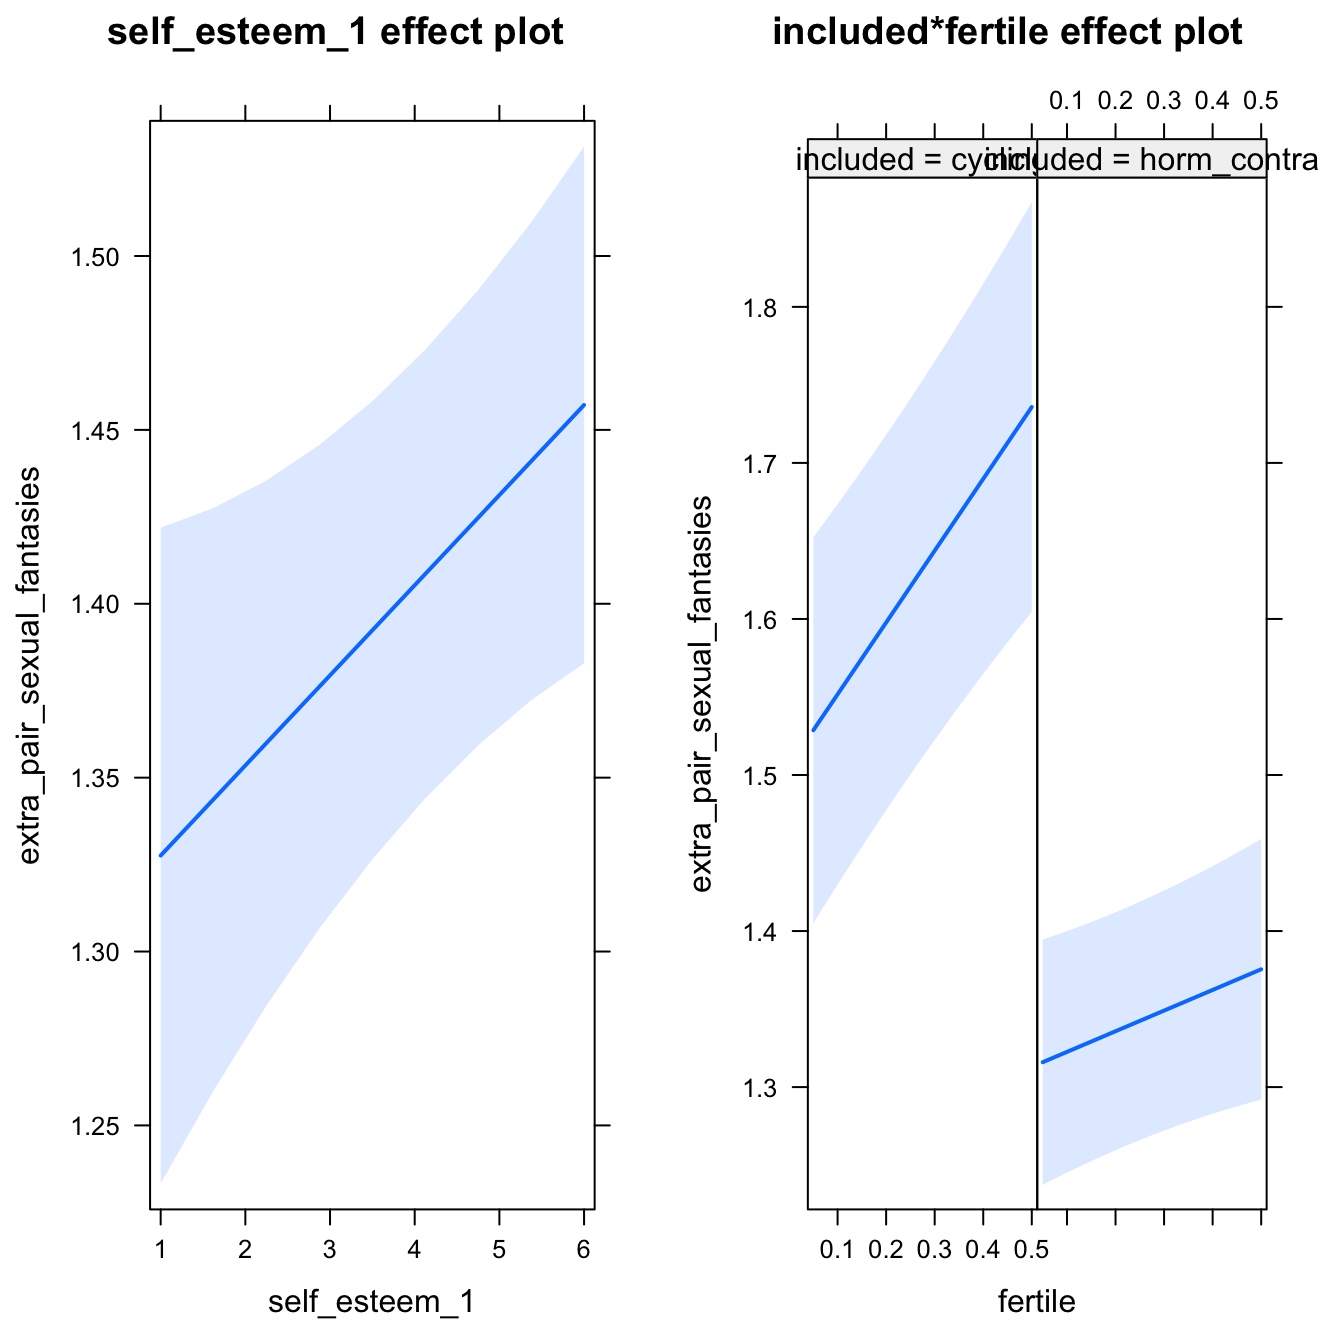 self_esteem_1 effect plot
extra_pair_sexual_fantasies
1.50
1.45
1.40
1.35
1.30
1.25
1 2 3 4 5 6
self_esteem_1
included*fertile effect plot
0.1 0.2 0.3 0.4 0.5
included = cycling
included = horm_contra
extra_pair_sexual_fantasies
1.8
1.7
1.6
1.5
1.4
1.3
0.1 0.2 0.3 0.4 0.5
fertile